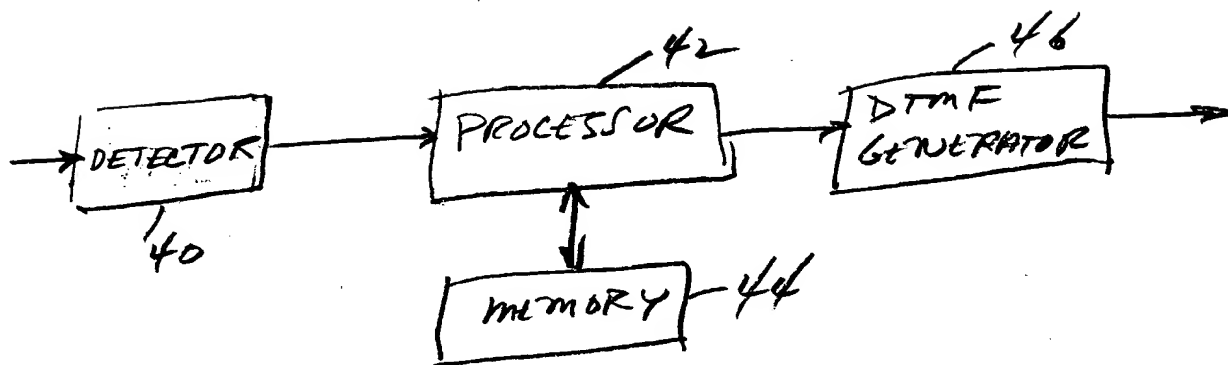 42
46
DETECTOR
PROCESSOR
DTMF
GENERATOR
40
MEMORY
44